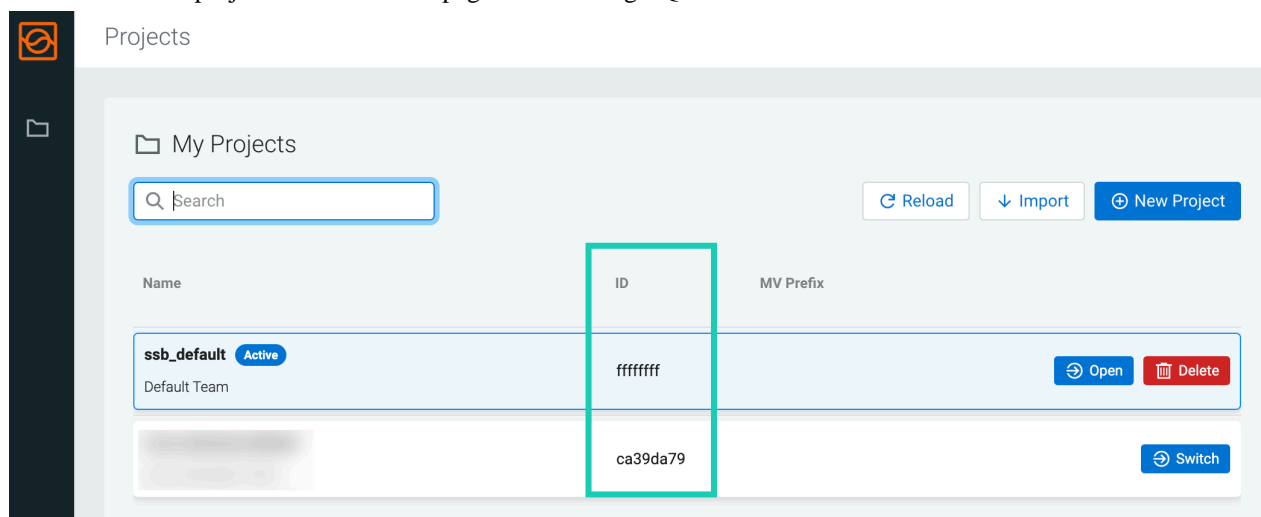 Projects
My Projects
Search
Reload Import New Project
Name ID MV Prefix
ssb_default Active
Default Team
ffffffff
Open Delete
ca39da79
Switch